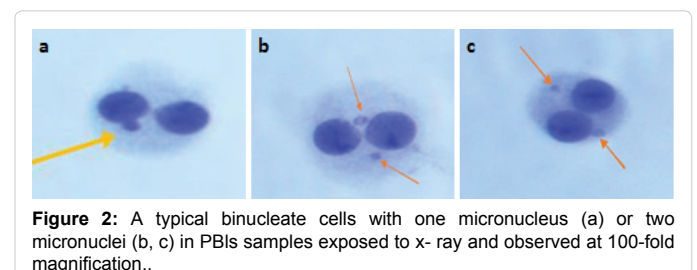 a
b
c
Figure 2: A typical binucleate cells with one micronucleus (a) or two
micronuclei (b, c) in PBIs samples exposed to x- ray and observed at 100-fold
magnification..